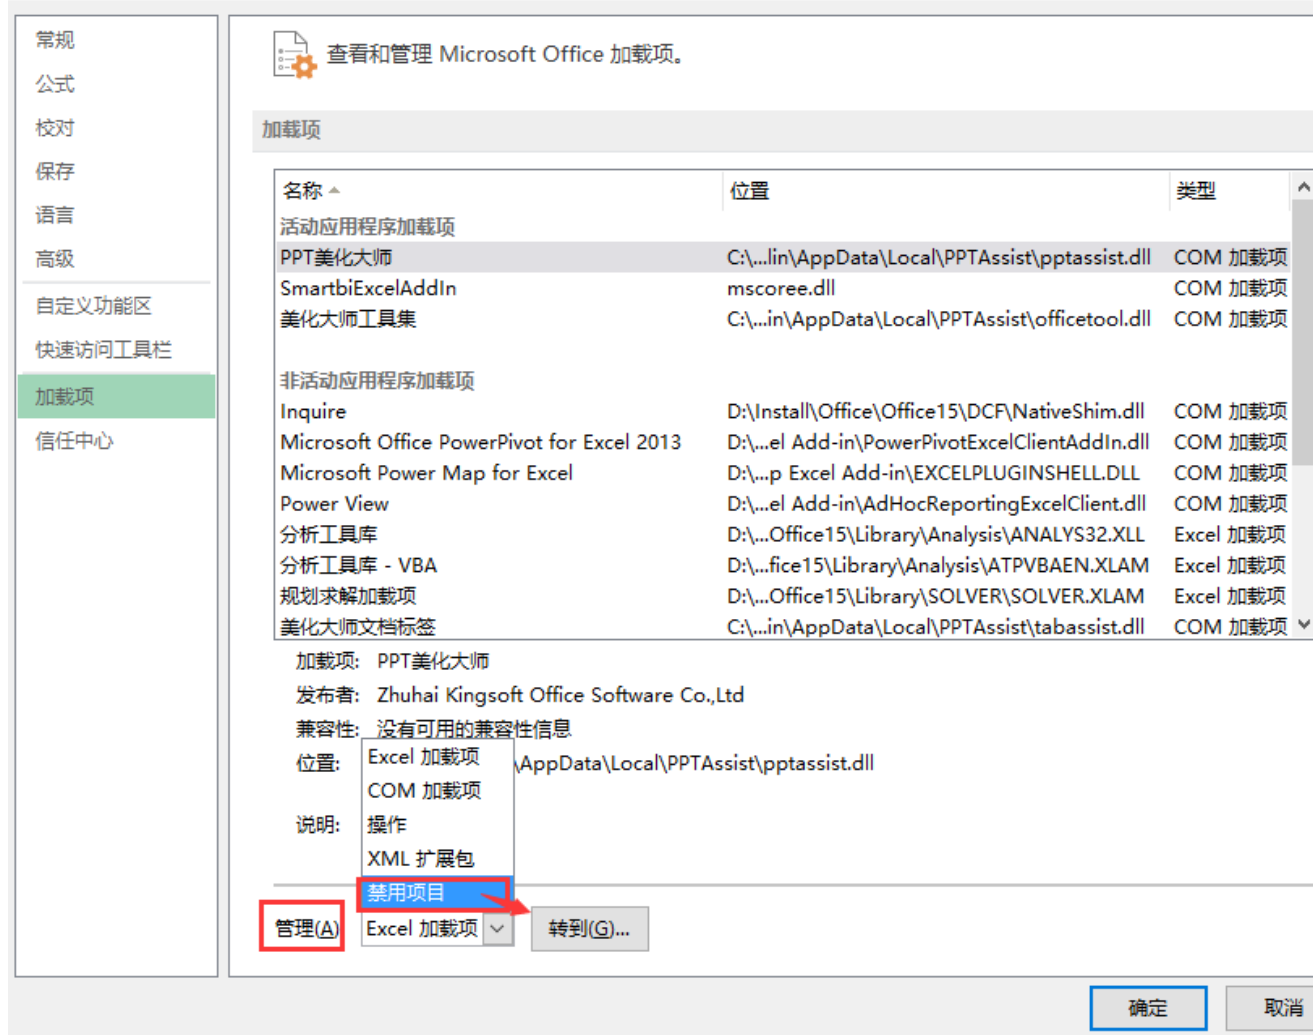 常规
公式
校对
保存
语言
高级
自定义功能区
快速访问工具栏
加载项
信任中心
查看和管理 Microsoft Office 加载项。
加载项
名称 位置 类型
活动应用程序加载项
PPT美化大师 C:\...lin\AppData\Local\PPTAssist\pptassist.dll COM 加载项
SmartbiExcelAddIn mscoree.dll COM 加载项
美化大师工具集 C:\...in\AppData\Local\PPTAssist\officetool.dll COM 加载项
非活动应用程序加载项
Inquire D:\Install\Office\Office15\DCF\NativeShim.dll COM 加载项
Microsoft Office PowerPivot for Excel 2013 D:\...el Add-in\PowerPivotExcelClientAddIn.dll COM 加载项
Microsoft Power Map for Excel D:\...p Excel Add-in\EXCELPLUGINSHELL.DLL COM 加载项
Power View D:\...el Add-in\AdHocReportingExcelClient.dll COM 加载项
分析工具库 D:\...Office15\Library\Analysis\ANALYS32.XLL Excel 加载项
分析工具库 - VBA D:\...fice15\Library\Analysis\ATPVBAEN.XLAM Excel 加载项
规划求解加载项 D:\...Office15\Library\SOLVER\SOLVER.XLAM Excel 加载项
美化大师文档标签 C:\...in\AppData\Local\PPTAssist\tabassist.dll COM 加载项
加载项: PPT美化大师
发布者: Zhuhai Kingsoft Office Software Co.,Ltd
兼容性: 没有可用的兼容性信息
位置: \AppData\Local\PPTAssist\pptassist.dll
说明:
Excel 加载项
COM 加载项
操作
XML 扩展包
禁用项目
管理(A) Excel 加载项 转到(G)...
确定 取消